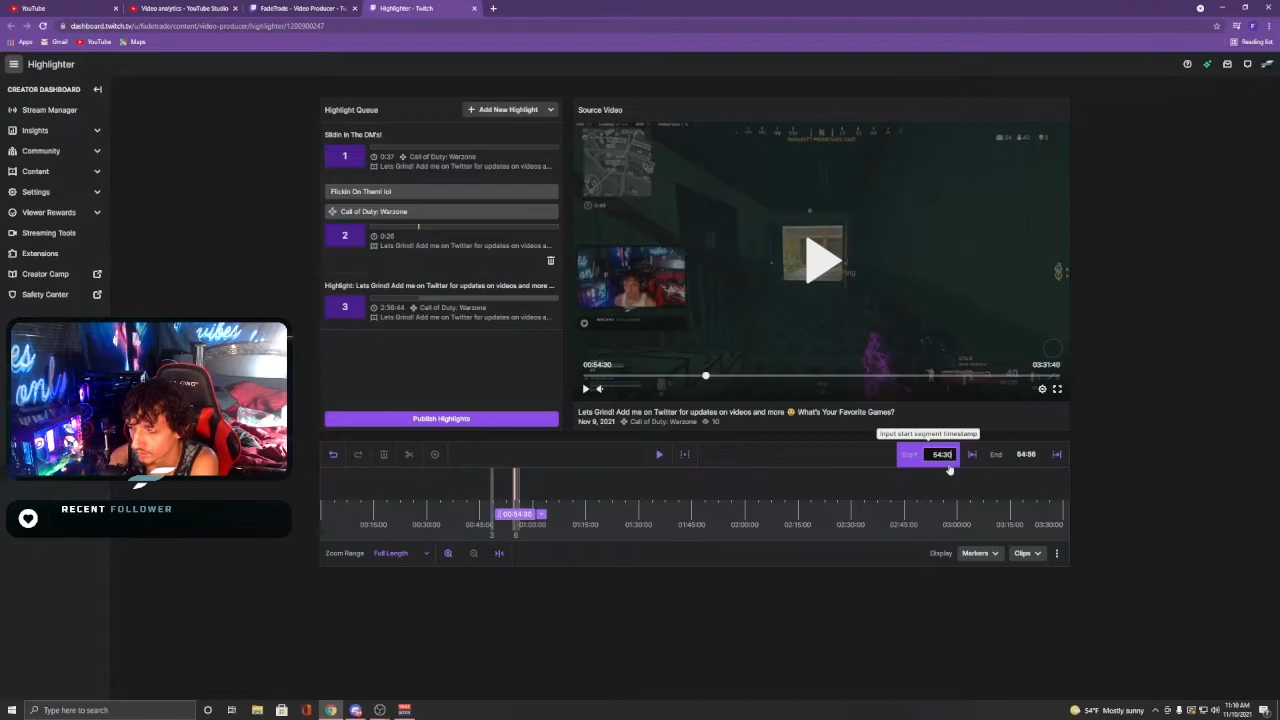 YouTube
Video analytics - YouTube Studio
FadeTrade - Video Producer - Tw
Highlighter - Twitch
dashboard.twitch.tv/u/fadetrade/content/video-producer/highlighter/1200900247
Apps
Gmail
YouTube
Maps
Reading list
Highlighter
CREATOR DASHBOARD
Stream Manager
Insights
Community
Content
Settings
Viewer Rewards
Streaming Tools
Extensions
Creator Camp
Safety Center
Highlight Queue
Add New Highlight
Slidin In The DM's!
1
0:37 Call of Duty: Warzone
Lets Grind! Add me on Twitter for updates on videos a...
Flickin On Them! lol
Call of Duty: Warzone
2
0:26
Lets Grind! Add me on Twitter for updates on videos a...
Highlight: Lets Grind! Add me on Twitter for updates on videos and more ...
3
2:36:44 Call of Duty: Warzone
Lets Grind! Add me on Twitter for updates on videos a...
Publish Highlights
Source Video
0:49
RECENT FOLLOWER
00:54:30
03:31:40
Lets Grind! Add me on Twitter for updates on videos and more 😳 What's Your Favorite Games?
Nov 9, 2021 Call of Duty: Warzone 10
Input start segment timestamp
Start 54:30 End 54:56
00:54:30
00:15:00 00:30:00 00:45:00 01:00:00 01:15:00 01:30:00 01:45:00 02:00:00 02:15:00 02:30:00 02:45:00 03:00:00 03:15:00 03:30:00
3 6
Zoom Range Full Length
Display Markers Clips
vibes only
vibes
RECENT FOLLOWER
Type here to search
54°F Mostly sunny
11:10 AM
11/10/2021